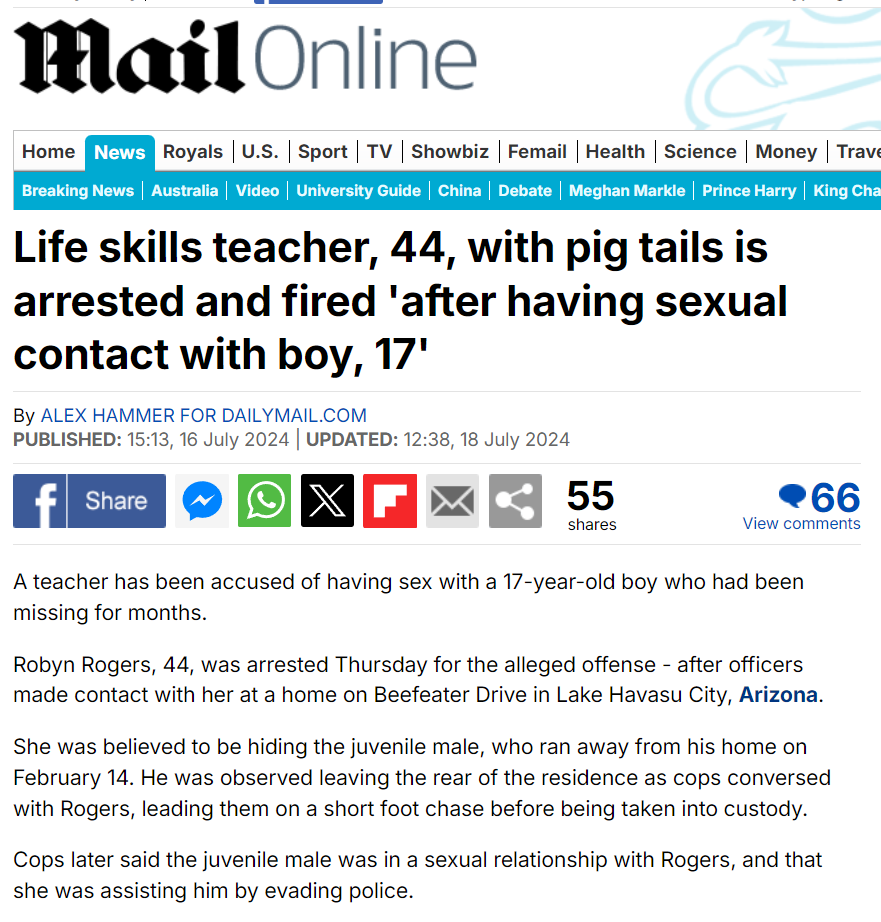 Mail Online
Home News Royals U.S. Sport TV Showbiz Femail Health Science Money
Breaking News Australia Video University Guide China Debate Meghan Markle Prince Harry King
Life skills teacher, 44, with pig tails is
arrested and fired 'after having sexual
contact with boy, 17'
By ALEX HAMMER FOR DAILYMAIL.COM
PUBLISHED: 15:13, 16 July 2024 | UPDATED: 12:38, 18 July 2024
f Share
55
shares
66
View comments
A teacher has been accused of having sex with a 17-year-old boy who had been
missing for months.
Robyn Rogers, 44, was arrested Thursday for the alleged offense - after officers
made contact with her at a home on Beefeater Drive in Lake Havasu City, Arizona.
She was believed to be hiding the juvenile male, who ran away from his home on
February 14. He was observed leaving the rear of the residence as cops conversed
with Rogers, leading them on a short foot chase before being taken into custody.
Cops later said the juvenile male was in a sexual relationship with Rogers, and that
she was assisting him by evading police.